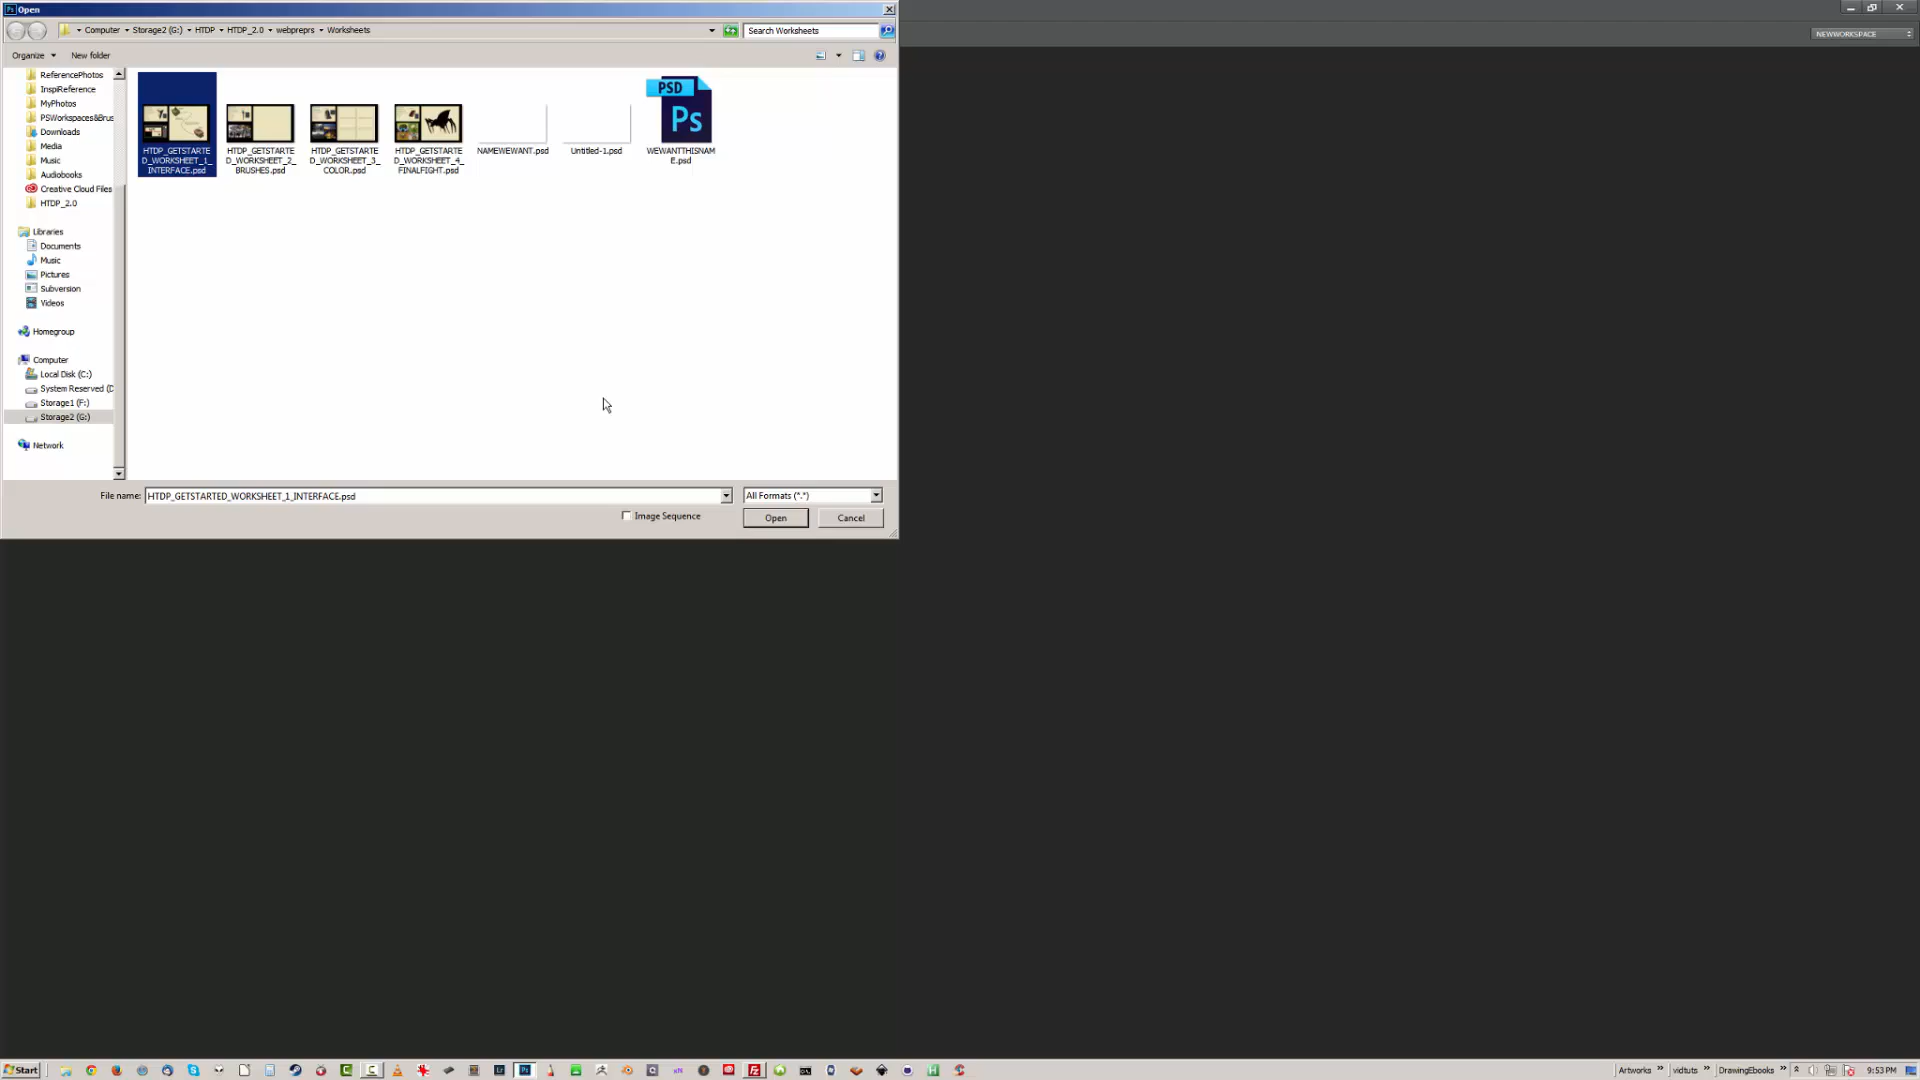 Open
Computer Storage2 (G:) HTDP HTDP_2.0 webpreprs Worksheets
Search Worksheets
NEWWORKSPACE
Organize New folder
ReferencePhotos
InspiReference
MyPhotos
PSWorkspaces&Brus
Downloads
Media
Music
Audiobooks
Creative Cloud Files
HTDP_2.0
Libraries
Documents
Music
Pictures
Subversion
Videos
Homegroup
Computer
Local Disk (C:)
System Reserved (D
Storage1 (F:)
Storage2 (G:)
Network
HTDP_GETSTARTE
D_WORKSHEET_1_
INTERFACE.psd
HTDP_GETSTARTE
D_WORKSHEET_2_
BRUSHES.psd
HTDP_GETSTARTE
D_WORKSHEET_3_
COLOR.psd
HTDP_GETSTARTE
D_WORKSHEET_4_
FINALFIGHT.psd
NAMEWEWANT.psd
Untitled-1.psd
PSD
Ps
WEWANTTHISNAM
E.psd
File name: HTDP_GETSTARTED_WORKSHEET_1_INTERFACE.psd
All Formats (*.*)
Image Sequence
Open Cancel
Start
Artworks » vidtuts » DrawingEbooks » 9:53 PM